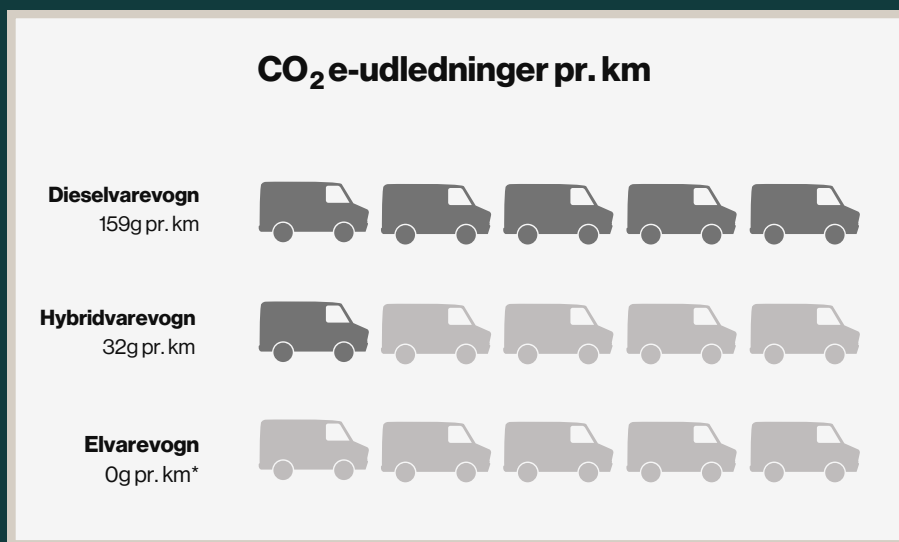 CO₂e-udledninger pr. km
Dieselvarevogn
159g pr. km
Hybridvarevogn
32g pr. km
Elvarevogn
0g pr. km*